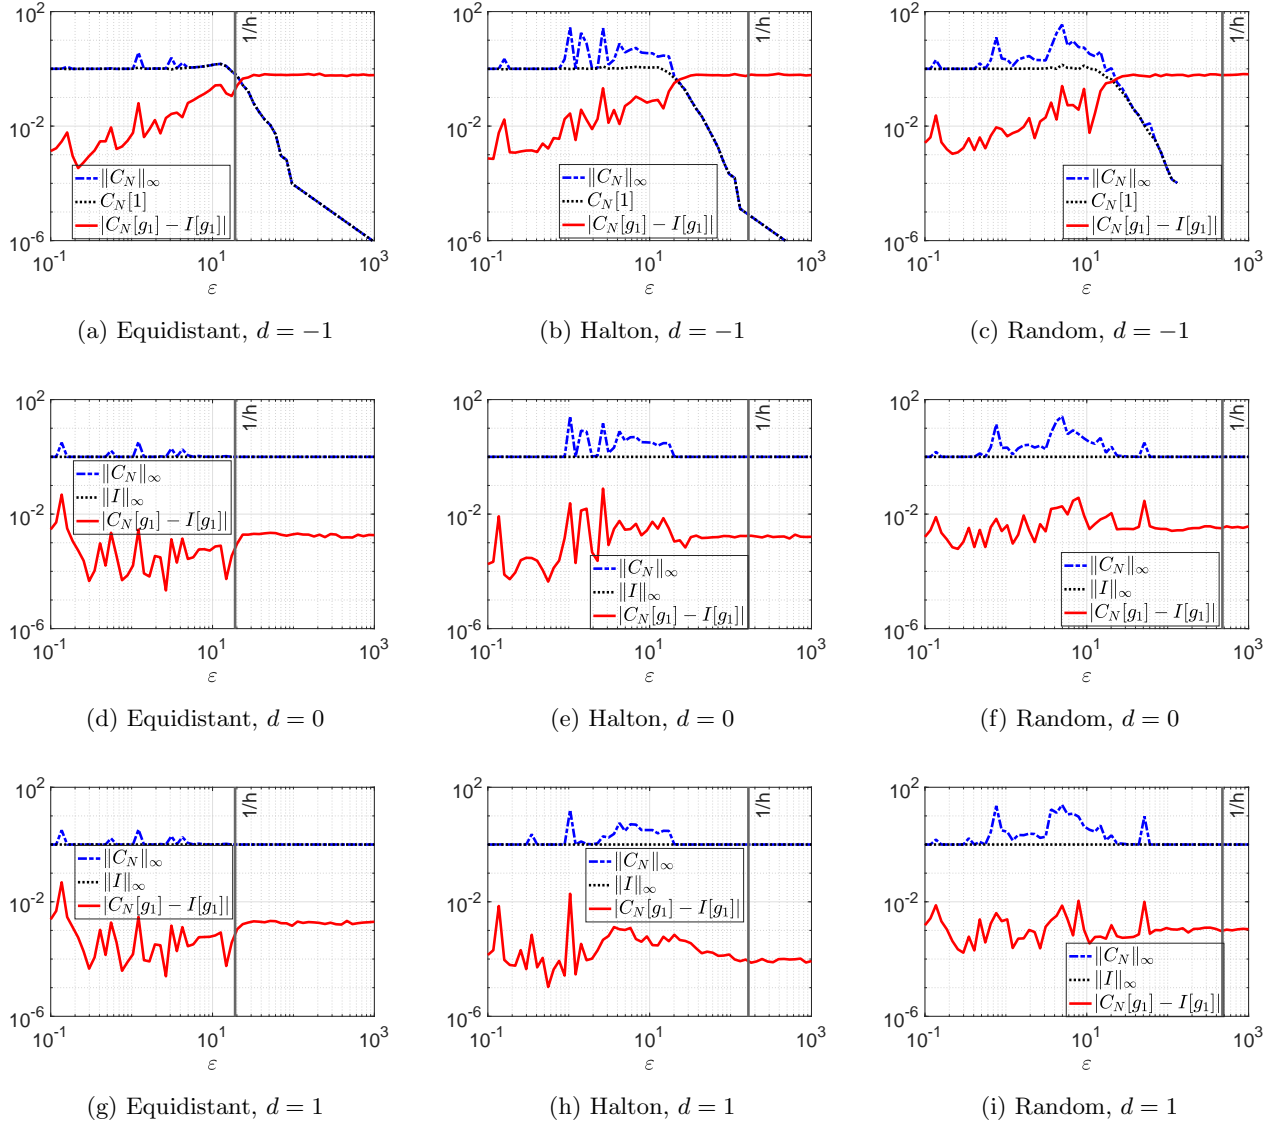 10^2
10^-2
10^-6
10^-1
10^1
10^3
ε
1/h
‖C_N‖_∞
C_N[1]
|C_N[g_1] − I[g_1]|
(a) Equidistant, d = −1
10^2
10^-2
10^-6
10^-1
10^1
10^3
ε
1/h
‖C_N‖_∞
C_N[1]
|C_N[g_1] − I[g_1]|
(b) Halton, d = −1
10^2
10^-2
10^-6
10^-1
10^1
10^3
ε
1/h
‖C_N‖_∞
C_N[1]
|C_N[g_1] − I[g_1]|
(c) Random, d = −1
10^2
10^-2
10^-6
10^-1
10^1
10^3
ε
1/h
‖C_N‖_∞
‖I‖_∞
|C_N[g_1] − I[g_1]|
(d) Equidistant, d = 0
10^2
10^-2
10^-6
10^-1
10^1
10^3
ε
1/h
‖C_N‖_∞
‖I‖_∞
|C_N[g_1] − I[g_1]|
(e) Halton, d = 0
10^2
10^-2
10^-6
10^-1
10^1
10^3
ε
1/h
‖C_N‖_∞
‖I‖_∞
|C_N[g_1] − I[g_1]|
(f) Random, d = 0
10^2
10^-2
10^-6
10^-1
10^1
10^3
ε
1/h
‖C_N‖_∞
‖I‖_∞
|C_N[g_1] − I[g_1]|
(g) Equidistant, d = 1
10^2
10^-2
10^-6
10^-1
10^1
10^3
ε
1/h
‖C_N‖_∞
‖I‖_∞
|C_N[g_1] − I[g_1]|
(h) Halton, d = 1
10^2
10^-2
10^-6
10^-1
10^1
10^3
ε
1/h
‖C_N‖_∞
‖I‖_∞
|C_N[g_1] − I[g_1]|
(i) Random, d = 1